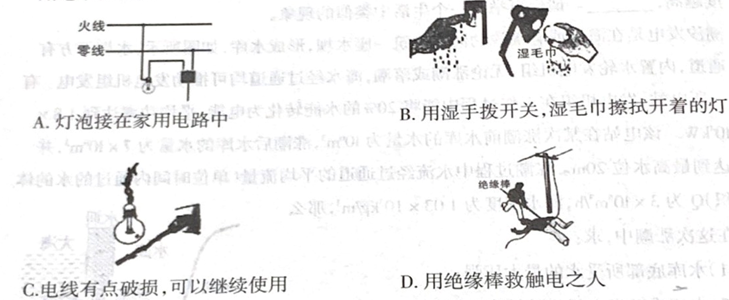 火线
零线
湿毛巾
A. 灯泡接在家用电路中
B. 用湿手拨开关,湿毛巾擦拭开着的灯
绝缘棒
C.电线有点破损,可以继续使用
D. 用绝缘棒救触电之人